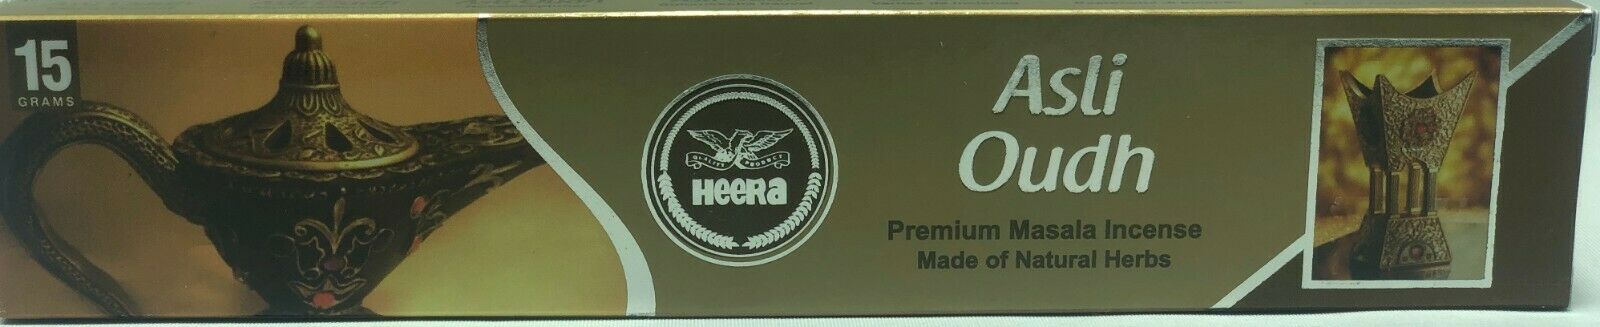 15
GRAMS
QUALITY PRODUCT
HEERa
Asli
Oudh
Premium Masala Incense
Made of Natural Herbs